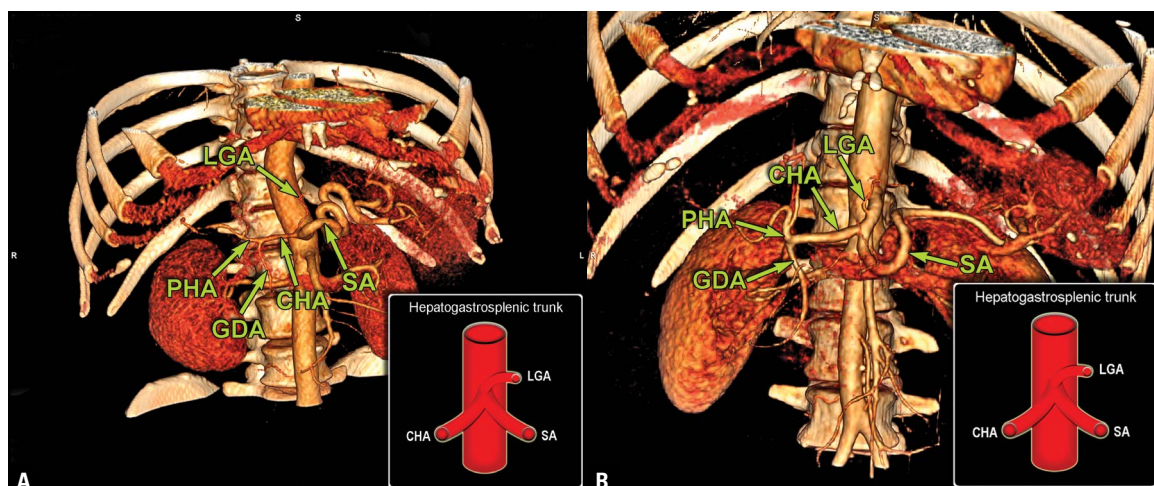 S
R
L
LGA
PHA
GDA
CHA
SA
Hepatogastrosplenic trunk
LGA
CHA
SA
A
S
R
LGA
CHA
PHA
GDA
SA
Hepatogastrosplenic trunk
LGA
CHA
SA
B